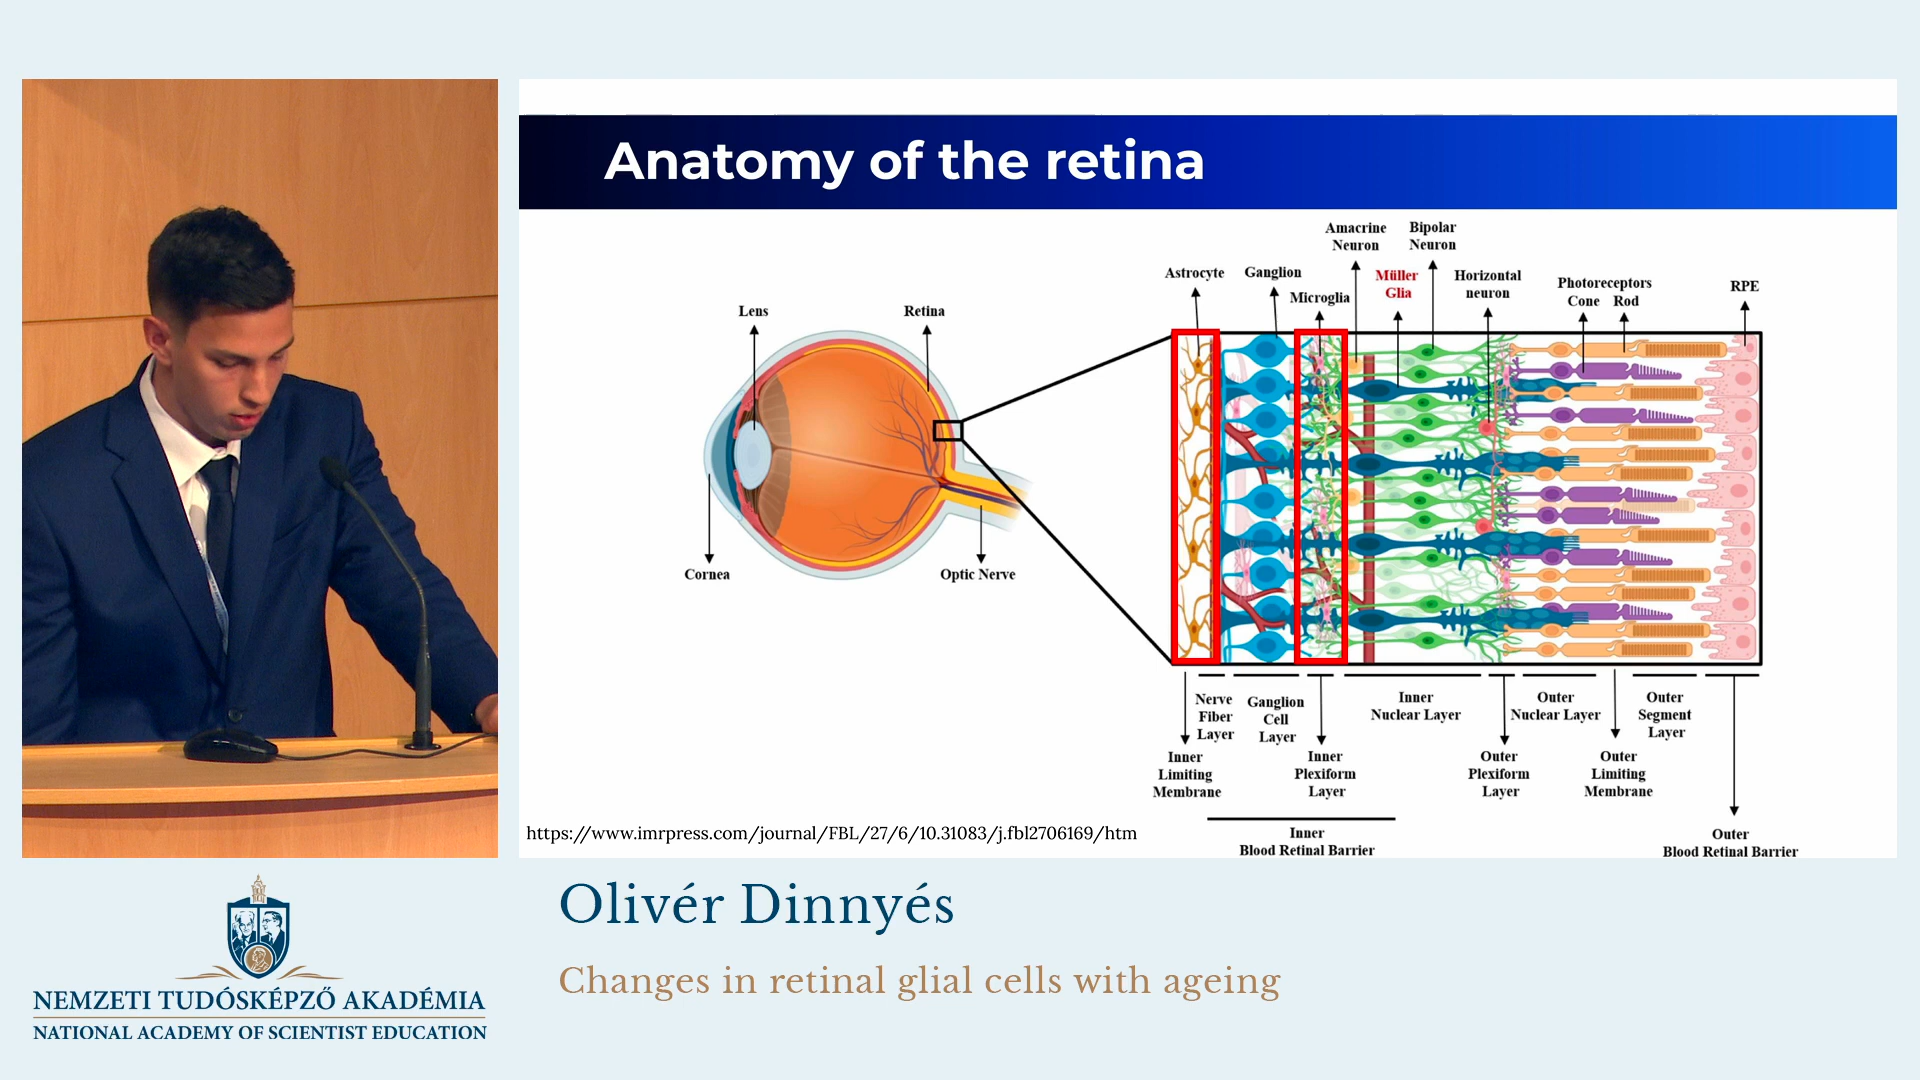 Anatomy of the retina
Amacrine
Neuron
Bipolar
Neuron
Astrocyte
Ganglion
Microglia
Müller
Glia
Horizontal
neuron
Photoreceptors
Cone Rod
RPE
Lens
Retina
Cornea
Optic Nerve
Nerve
Fiber
Layer
Ganglion
Cell
Layer
Inner
Nuclear Layer
Outer
Nuclear Layer
Outer
Segment
Layer
Inner
Limiting
Membrane
Inner
Plexiform
Layer
Outer
Plexiform
Layer
Outer
Limiting
Membrane
Inner
Blood Retinal Barrier
Outer
Blood Retinal Barrier
https://www.imrpress.com/journal/FBL/27/6/10.31083/j.fbl2706169/htm
Olivér Dinnyés
Changes in retinal glial cells with ageing
NEMZETI TUDÓSKÉPZŐ AKADÉMIA
NATIONAL ACADEMY OF SCIENTIST EDUCATION